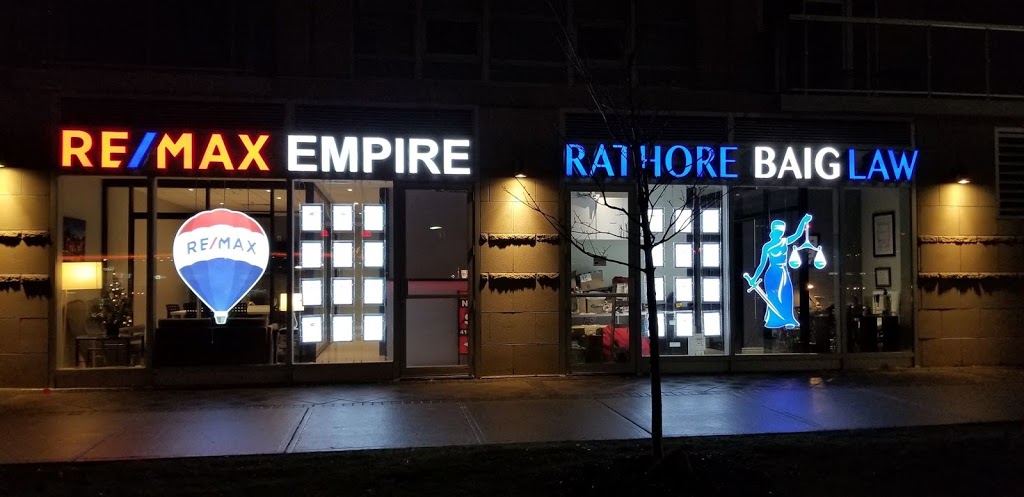 RE/MAX EMPIRE
RATHORE BAIG LAW
RE/MAX